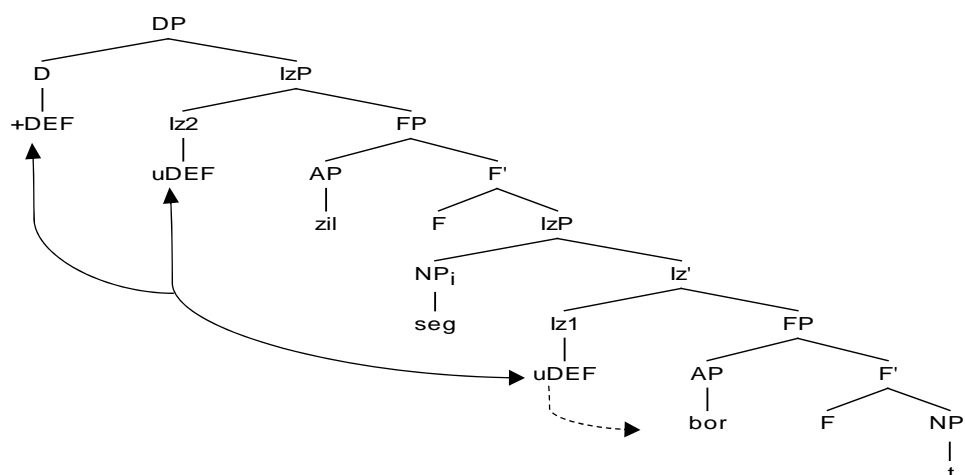 DP
D IzP
+DEF Iz2 FP
uDEF AP F'
zil F IzP
NPi Iz'
seg Iz1 FP
uDEF AP F'
bor F NP
t